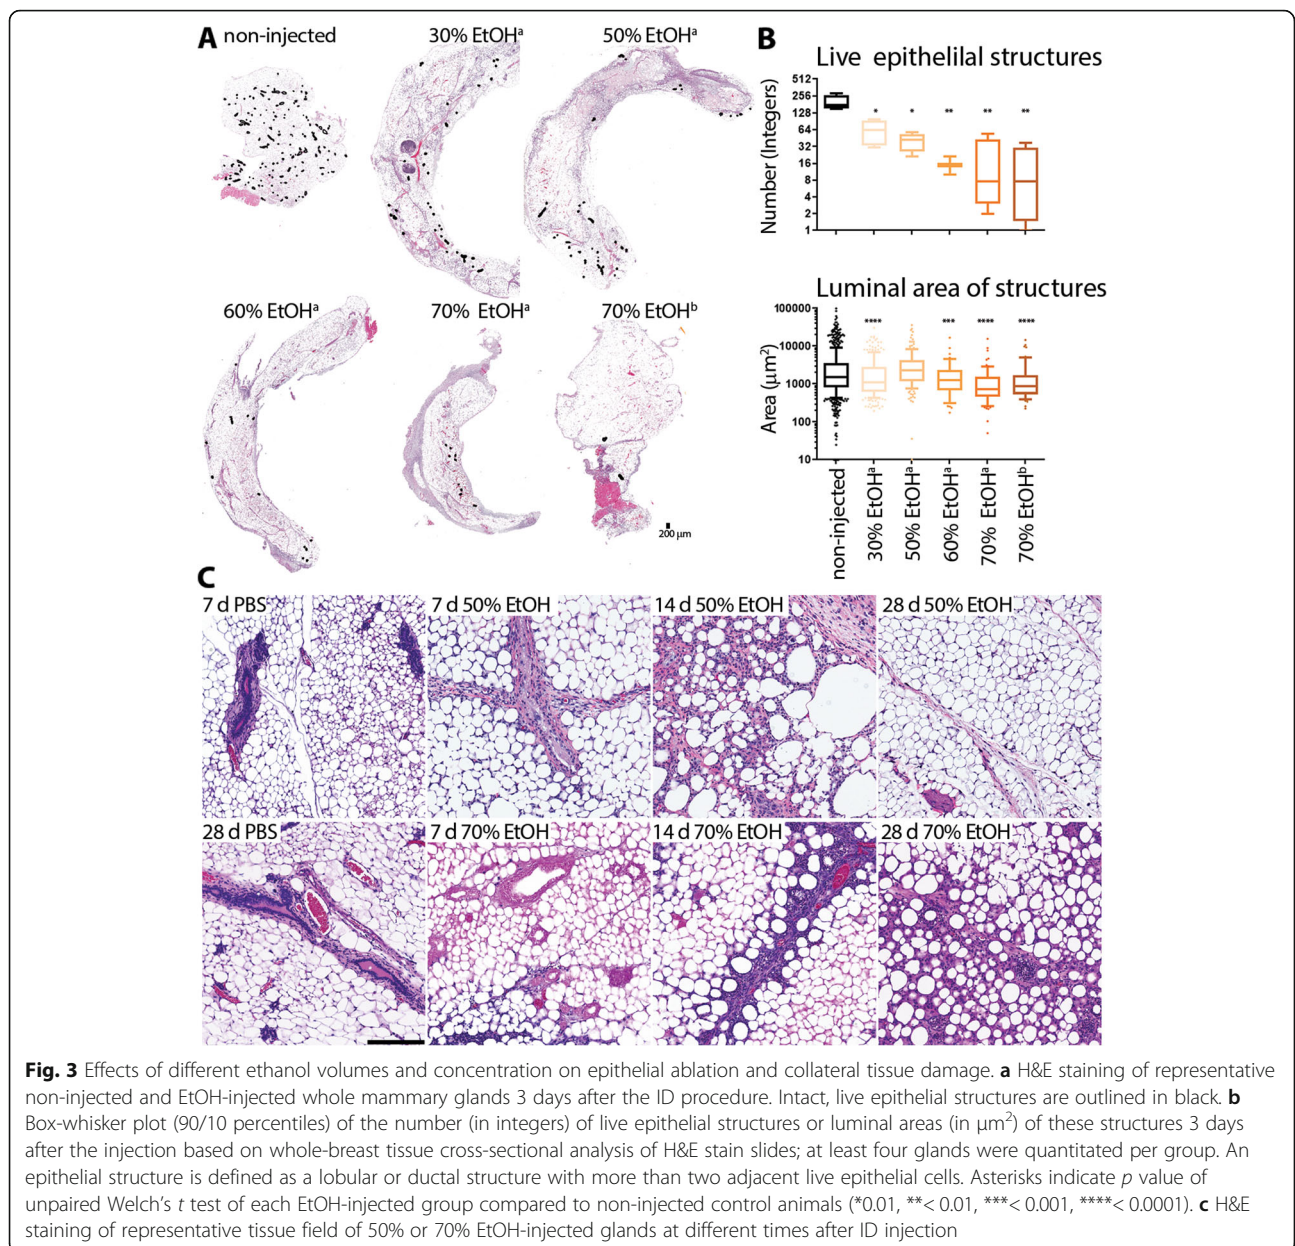 A
non-injected
30% EtOHᵃ
50% EtOHᵃ
60% EtOHᵃ
70% EtOHᵃ
70% EtOHᵇ
200 µm
B
Live epithelilal structures
Number (Integers)
512
256
128
64
32
16
8
4
2
1
* * ** ** **
Luminal area of structures
Area (µm²)
100000
10000
1000
100
10
**** *** **** ****
non-injected
30% EtOHᵃ
50% EtOHᵃ
60% EtOHᵃ
70% EtOHᵃ
70% EtOHᵇ
C
7 d PBS
7 d 50% EtOH
14 d 50% EtOH
28 d 50% EtOH
28 d PBS
7 d 70% EtOH
14 d 70% EtOH
28 d 70% EtOH
Fig. 3 Effects of different ethanol volumes and concentration on epithelial ablation and collateral tissue damage. a H&E staining of representative
non-injected and EtOH-injected whole mammary glands 3 days after the ID procedure. Intact, live epithelial structures are outlined in black. b
Box-whisker plot (90/10 percentiles) of the number (in integers) of live epithelial structures or luminal areas (in µm²) of these structures 3 days
after the injection based on whole-breast tissue cross-sectional analysis of H&E stain slides; at least four glands were quantitated per group. An
epithelial structure is defined as a lobular or ductal structure with more than two adjacent live epithelial cells. Asterisks indicate p value of
unpaired Welch's t test of each EtOH-injected group compared to non-injected control animals (*0.01, **< 0.01, ***< 0.001, ****< 0.0001). c H&E
staining of representative tissue field of 50% or 70% EtOH-injected glands at different times after ID injection